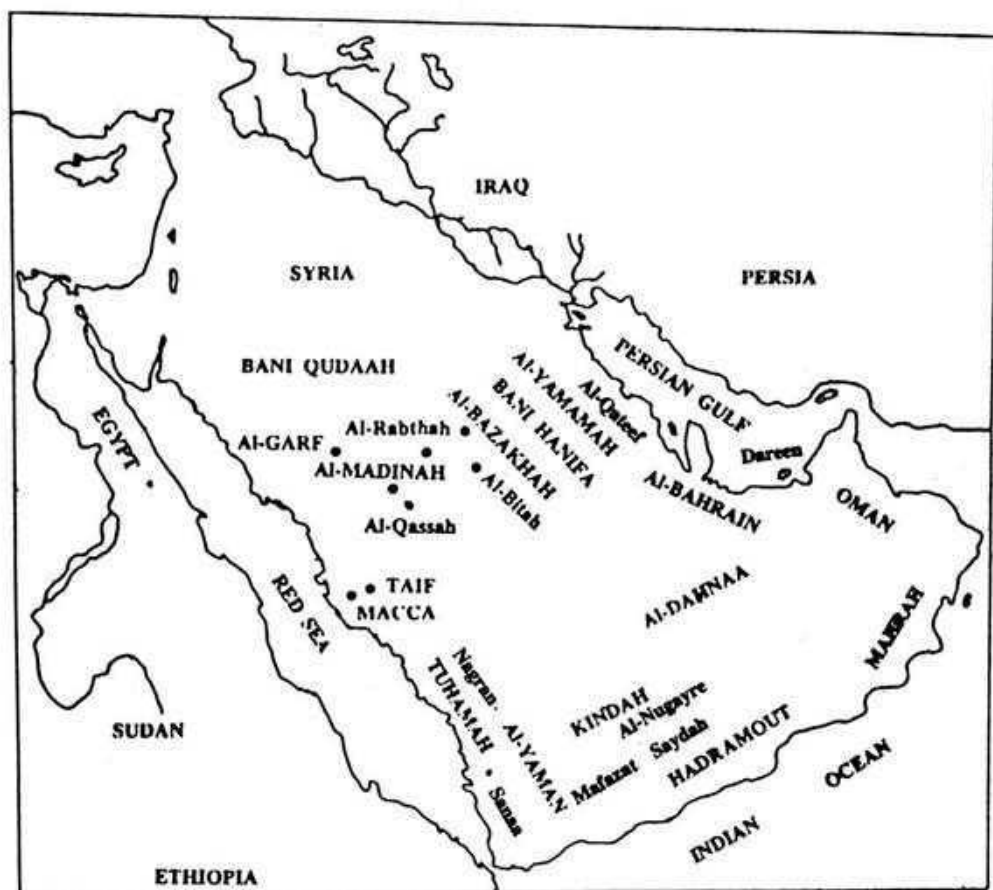 IRAQ
SYRIA
PERSIA
BANI QUDAAH
PERSIAN GULF
Al-Qateef
Al-YAMAMAH
BANI HANIFA
Al-BAZAKHAH
EGYPT
Al-GARF
Al-Rabthah
Al-MADINAH
Al-Bitah
Al-Qassah
Dareen
Al-BAHRAIN
OMAN
TAIF
MACCA
RED SEA
Al-DAHNAA
MAHRAH
Nagran
TUHAMAH
Al-YAMAN
Sanaa
KINDAH
Al-Nugayre
Mafazat Saydah
HADRAMOUT
SUDAN
INDIAN OCEAN
ETHIOPIA